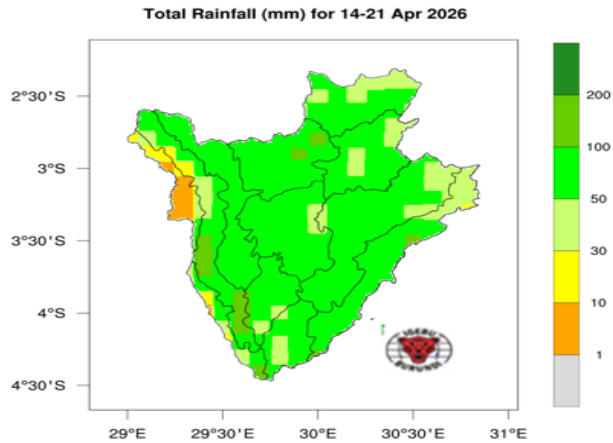 Total Rainfall (mm) for 14-21 Apr 2026
2°30'S
3°S
3°30'S
4°S
4°30'S
29°E
29°30'E
30°E
30°30'E
31°E
200
100
50
30
10
1
IGEBU
BURUNDI